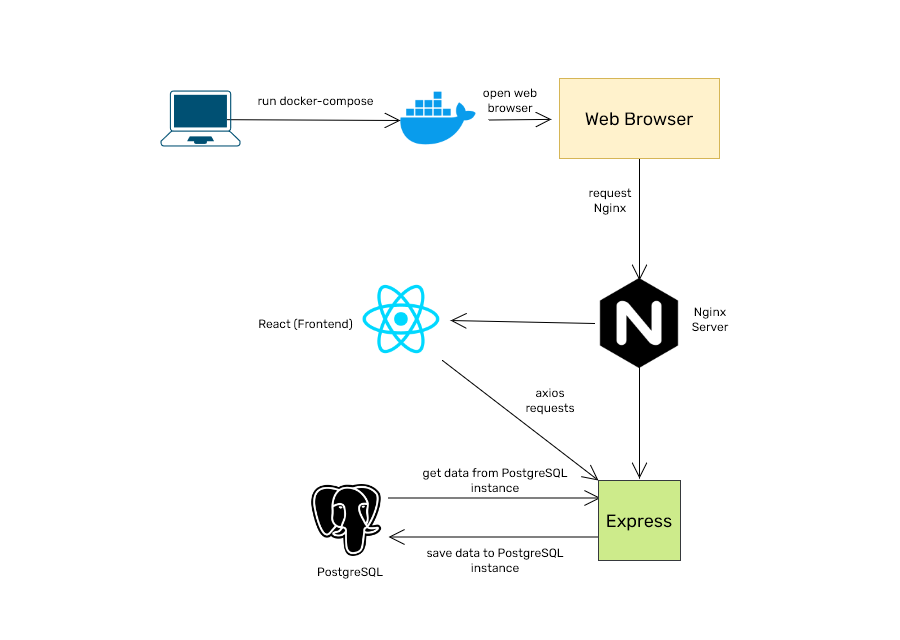 run docker-compose
open web
browser
Web Browser
request
Nginx
Nginx
Server
React (Frontend)
axios
requests
get data from PostgreSQL
instance
Express
save data to PostgreSQL
instance
PostgreSQL